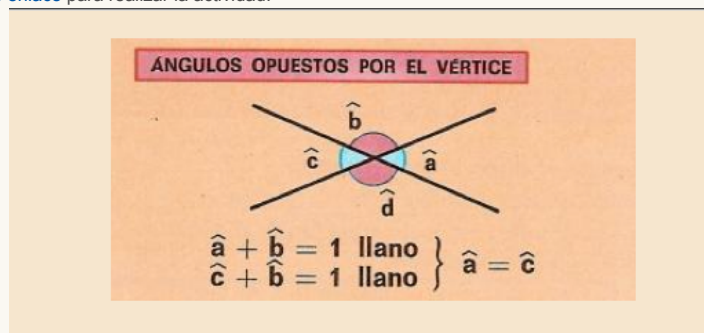 enlace para realizar la actividad.
ÁNGULOS OPUESTOS POR EL VÉRTICE
b̂
ĉ
â
d̂
â + b̂ = 1 llano } â = ĉ
ĉ + b̂ = 1 llano